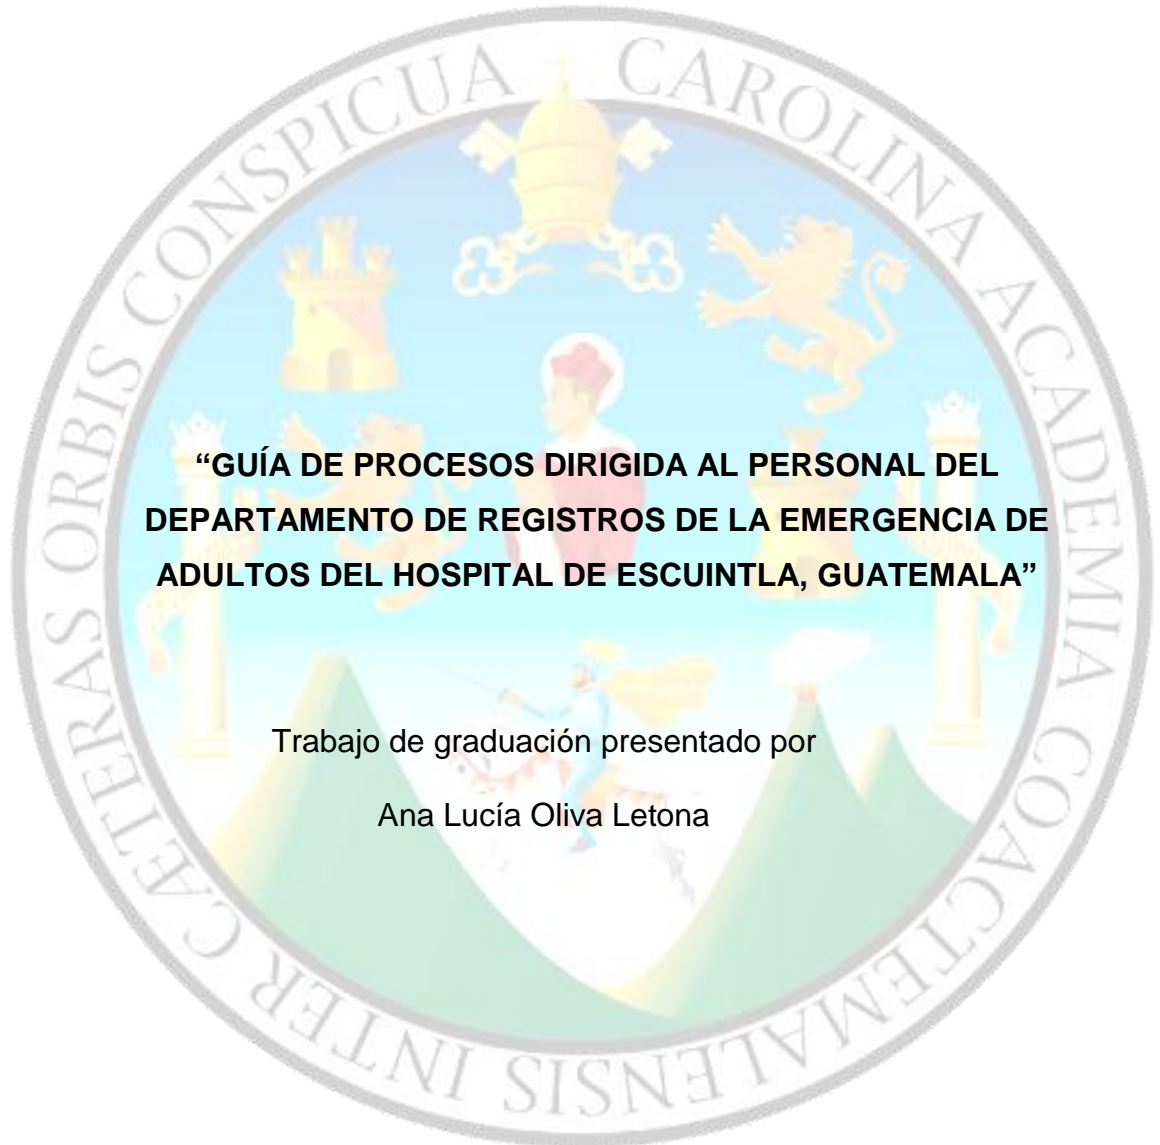 CAROLINA ACADEMIA COACTEMALENSIS INTER CÆTERAS ORBIS CONSPICUA
“GUÍA DE PROCESOS DIRIGIDA AL PERSONAL DEL
DEPARTAMENTO DE REGISTROS DE LA EMERGENCIA DE
ADULTOS DEL HOSPITAL DE ESCUINTLA, GUATEMALA”
Trabajo de graduación presentado por
Ana Lucía Oliva Letona